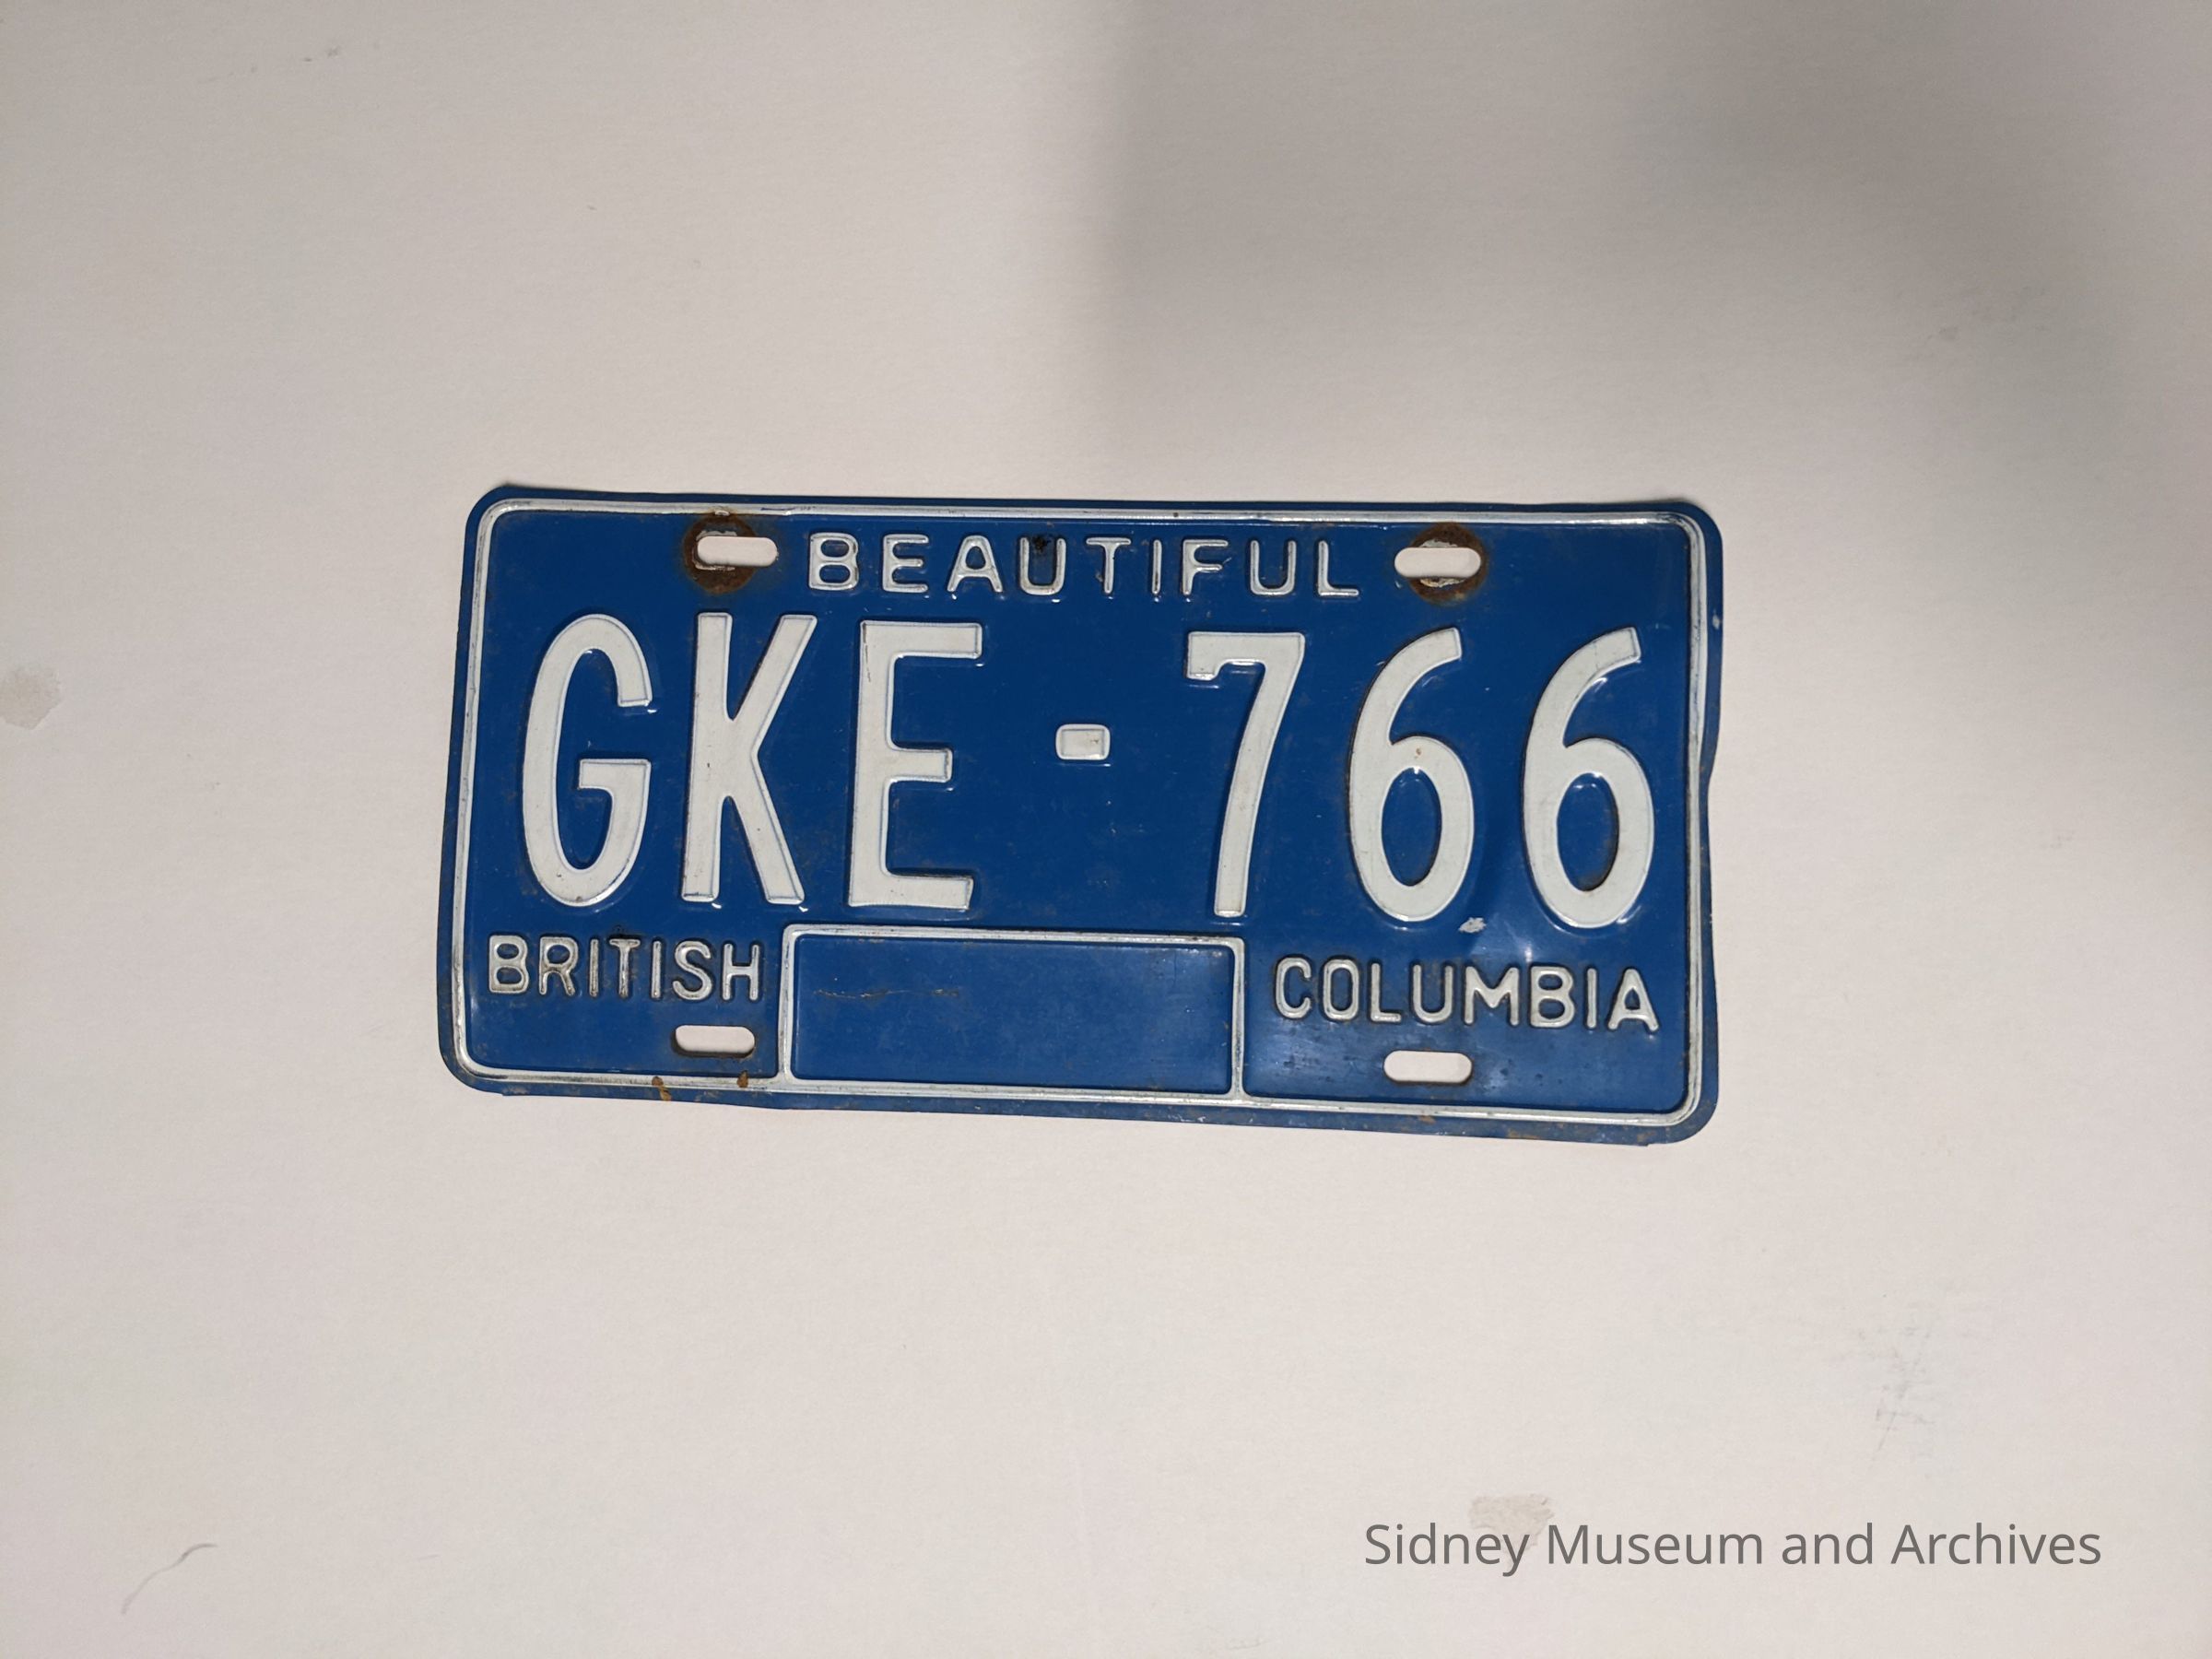 BEAUTIFUL
GKE-766
BRITISH COLUMBIA
Sidney Museum and Archives